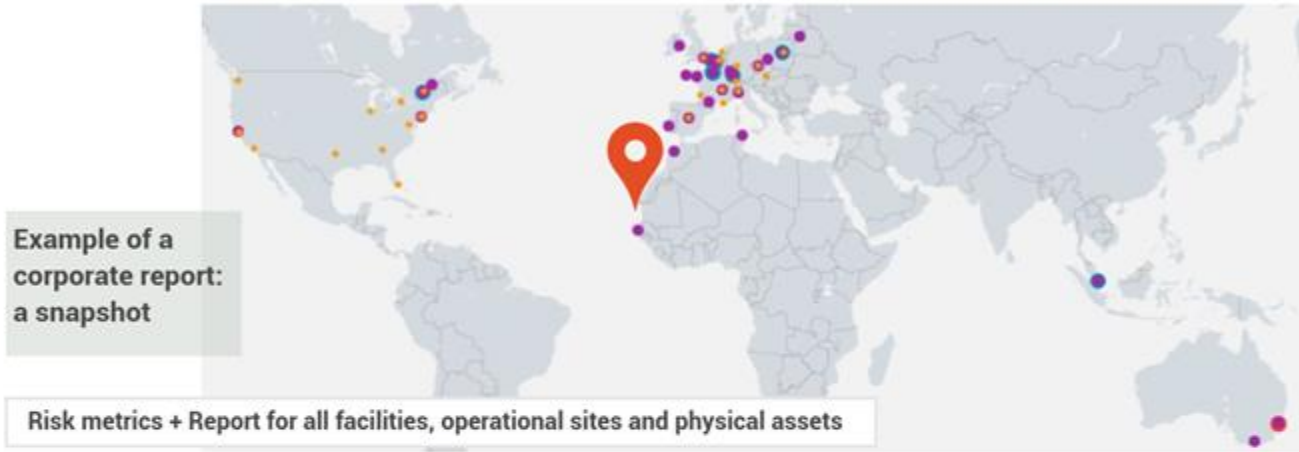 Example of a
corporate report:
a snapshot
Risk metrics + Report for all facilities, operational sites and physical assets